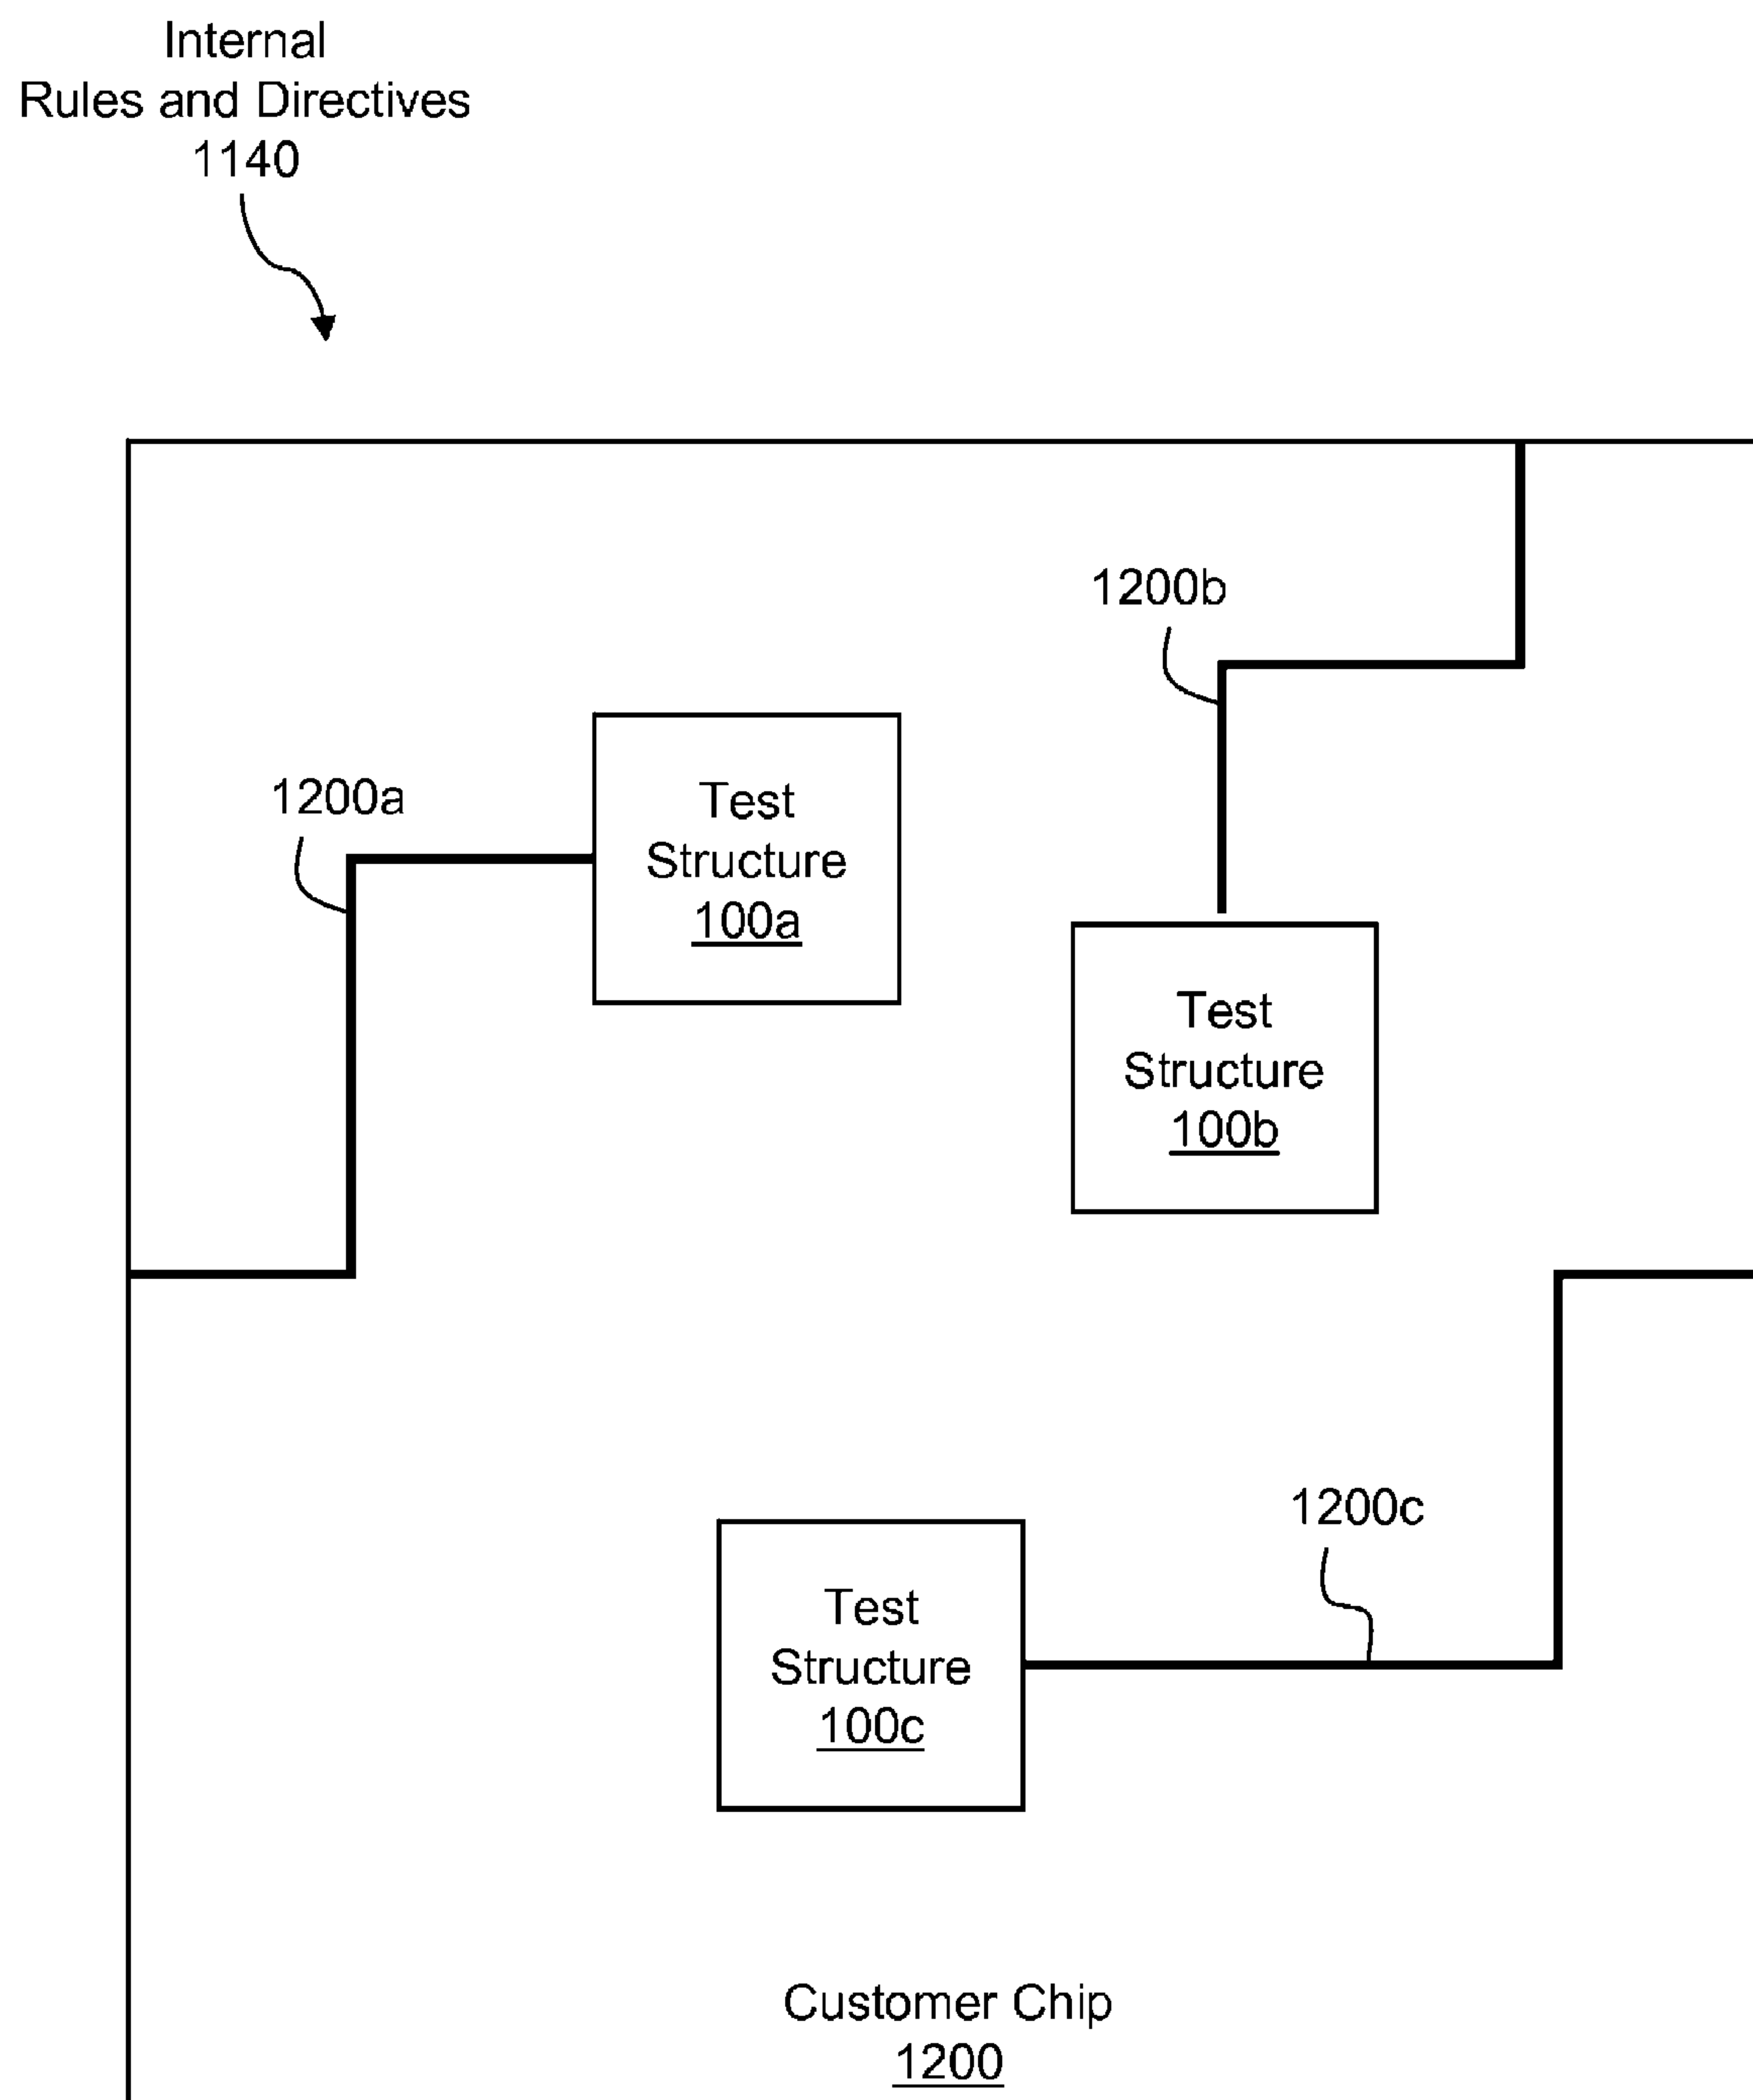 Internal
Rules and Directives
1140
1200b
1200a
Test
Structure
100a
Test
Structure
100b
1200c
Test
Structure
100c
Customer Chip
1200